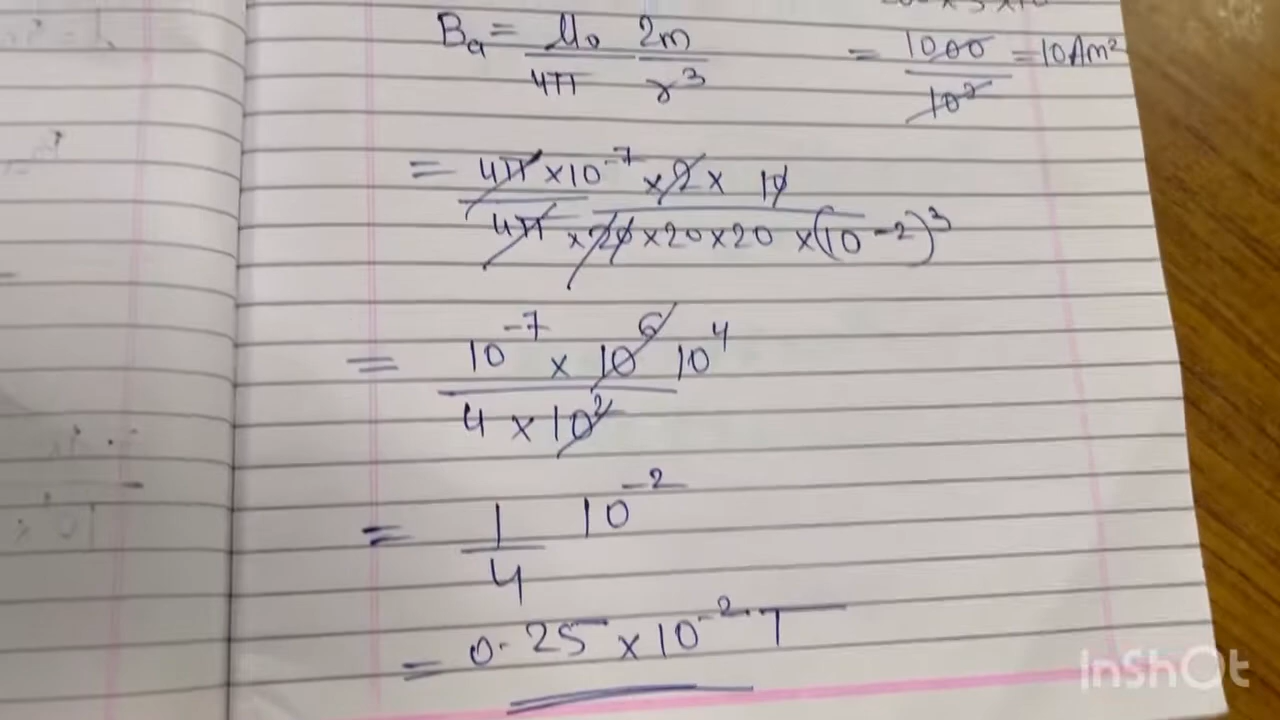 Ba = μ₀/4π 2m/r³ = 1000/10² = 10Am²
= 4π×10⁻⁷×2×10 / 4π×20×20×20×(10⁻²)³
= 10⁻⁷×10⁶ 10⁴ / 4×10²
= 1/4 10⁻²
= 0.25×10⁻² T
InShOt